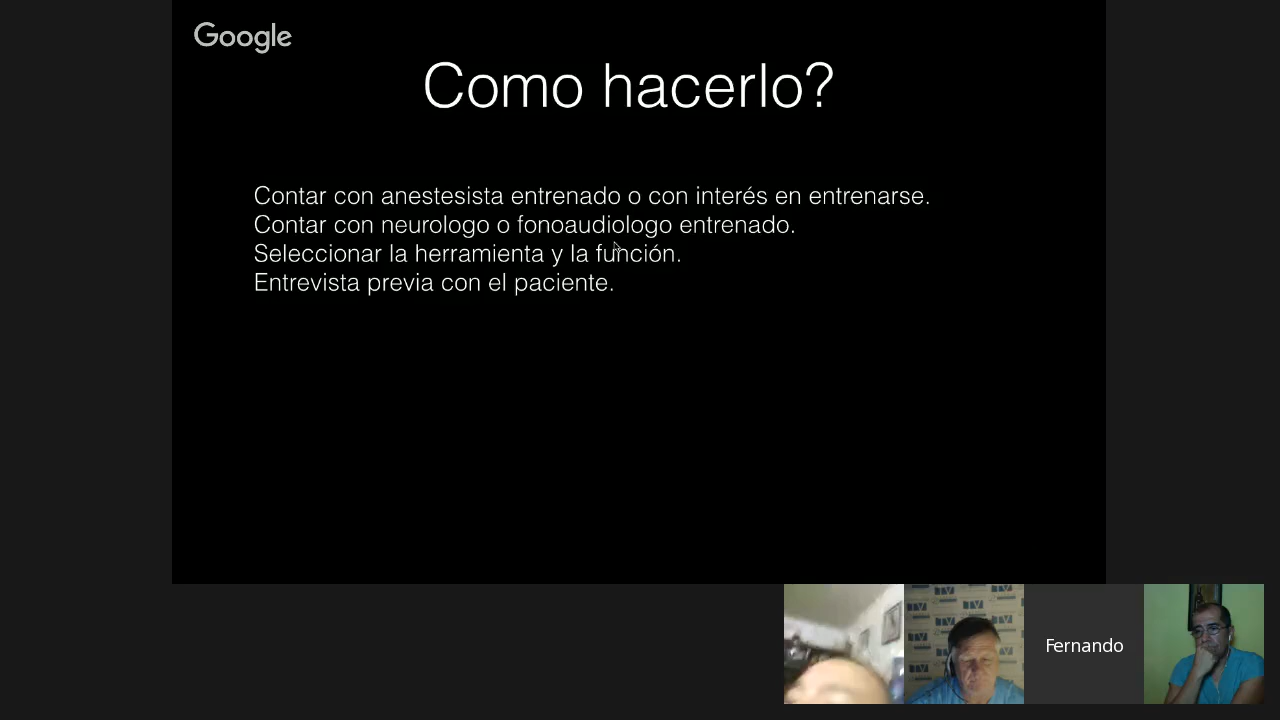 Google
Como hacerlo?
Contar con anestesista entrenado o con interés en entrenarse.
Contar con neurologo o fonoaudiologo entrenado.
Seleccionar la herramienta y la función.
Entrevista previa con el paciente.
Fernando